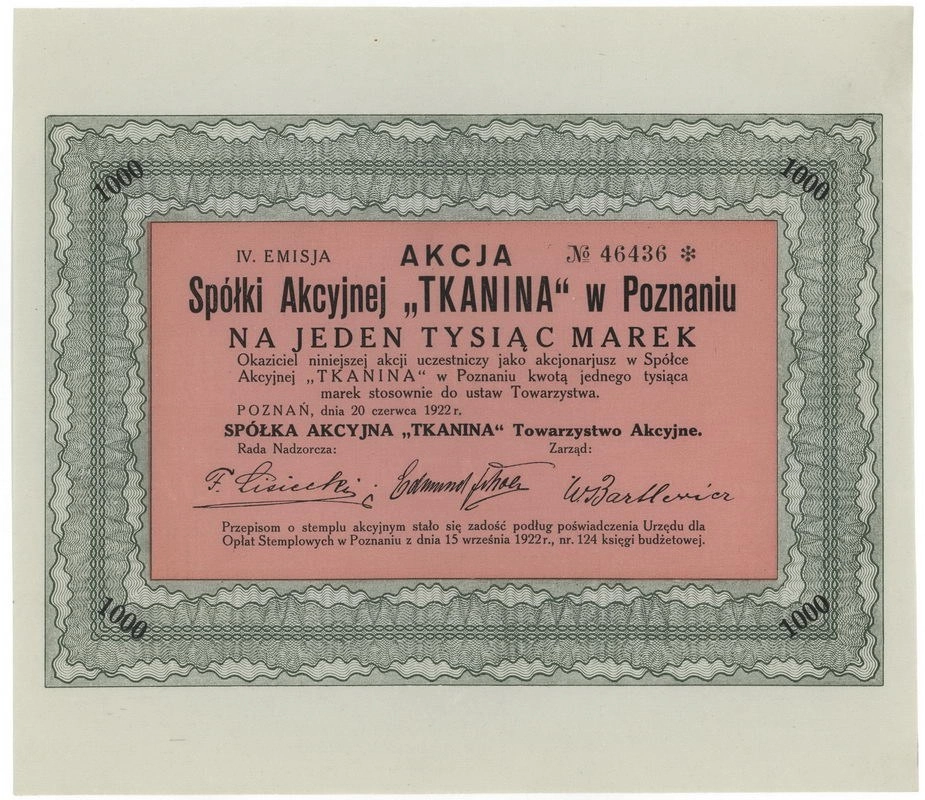 1000 1000
IV. EMISJA AKCJA № 46436 ✻
Spółki Akcyjnej „TKANINA“ w Poznaniu
NA JEDEN TYSIĄC MAREK
Okaziciel niniejszej akcji uczestniczy jako akcjonarjusz w Spółce
Akcyjnej „TKANINA“ w Poznaniu kwotą jednego tysiąca
marek stosownie do ustaw Towarzystwa.
POZNAŃ, dnia 20 czerwca 1922 r.
SPÓŁKA AKCYJNA „TKANINA“ Towarzystwo Akcyjne.
Rada Nadzorcza: Zarząd:
F. Lisiecki Edmund W. Bartlewicz
Przepisom o stemplu akcyjnym stało się zadość podług poświadczenia Urzędu dla
Opłat Stemplowych w Poznaniu z dnia 15 września 1922 r., nr. 124 księgi budżetowej.
1000 1000